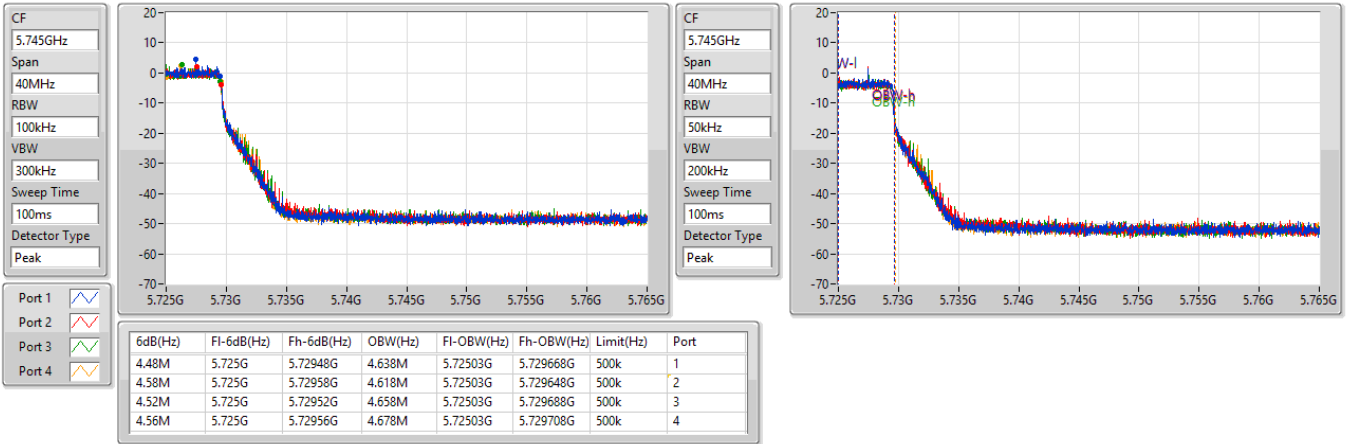 CF
5.745GHz
Span
40MHz
RBW
100kHz
VBW
300kHz
Sweep Time
100ms
Detector Type
Peak
20-
10-
0-
-10-
-20-
-30-
-40-
-50-
-60-
-70-
5.725G 5.73G 5.735G 5.74G 5.745G 5.75G 5.755G 5.76G 5.765G
CF
5.745GHz
Span
40MHz
RBW
50kHz
VBW
200kHz
Sweep Time
100ms
Detector Type
Peak
20-
10-
0-
-10-
-20-
-30-
-40-
-50-
-60-
-70-
W-l
OBW-h
5.725G 5.73G 5.735G 5.74G 5.745G 5.75G 5.755G 5.76G 5.765G
Port 1
Port 2
Port 3
Port 4
6dB(Hz) Fl-6dB(Hz) Fh-6dB(Hz) OBW(Hz) Fl-OBW(Hz) Fh-OBW(Hz) Limit(Hz) Port
4.48M 5.725G 5.72948G 4.638M 5.72503G 5.729668G 500k 1
4.58M 5.725G 5.72958G 4.618M 5.72503G 5.729648G 500k 2
4.52M 5.725G 5.72952G 4.658M 5.72503G 5.729688G 500k 3
4.56M 5.725G 5.72956G 4.678M 5.72503G 5.729708G 500k 4